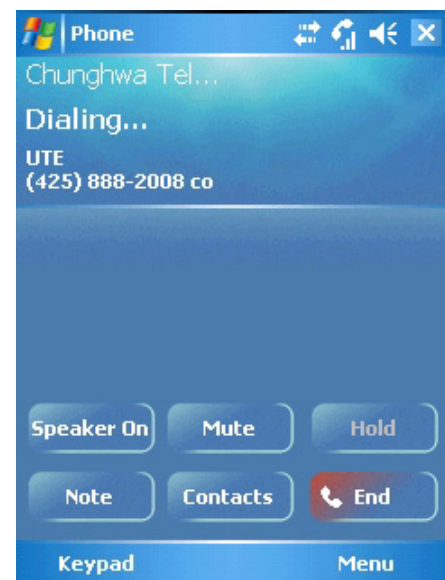 Phone
Chunghwa Tel...
Dialing...
UTE
(425) 888-2008 co
Speaker On Mute Hold
Note Contacts End
Keypad Menu